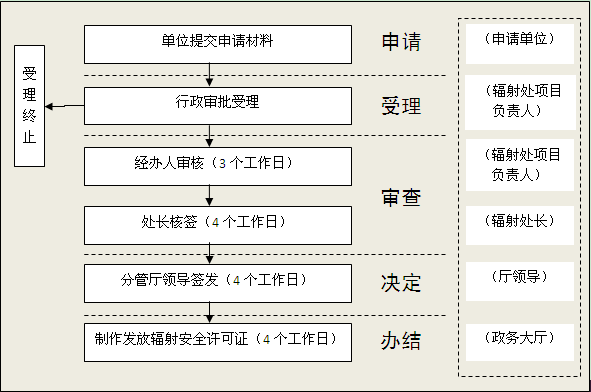 单位提交申请材料
申请
（申请单位）
受理终止
行政审批受理
受理
（辐射处项目
负责人）
经办人审核（3 个工作日）
审查
（辐射处项目
负责人）
处长核签（4 个工作日）
（辐射处长）
分管厅领导签发（4 个工作日）
决定
（厅领导）
制作发放辐射安全许可证（4 个工作日）
办结
（政务大厅）